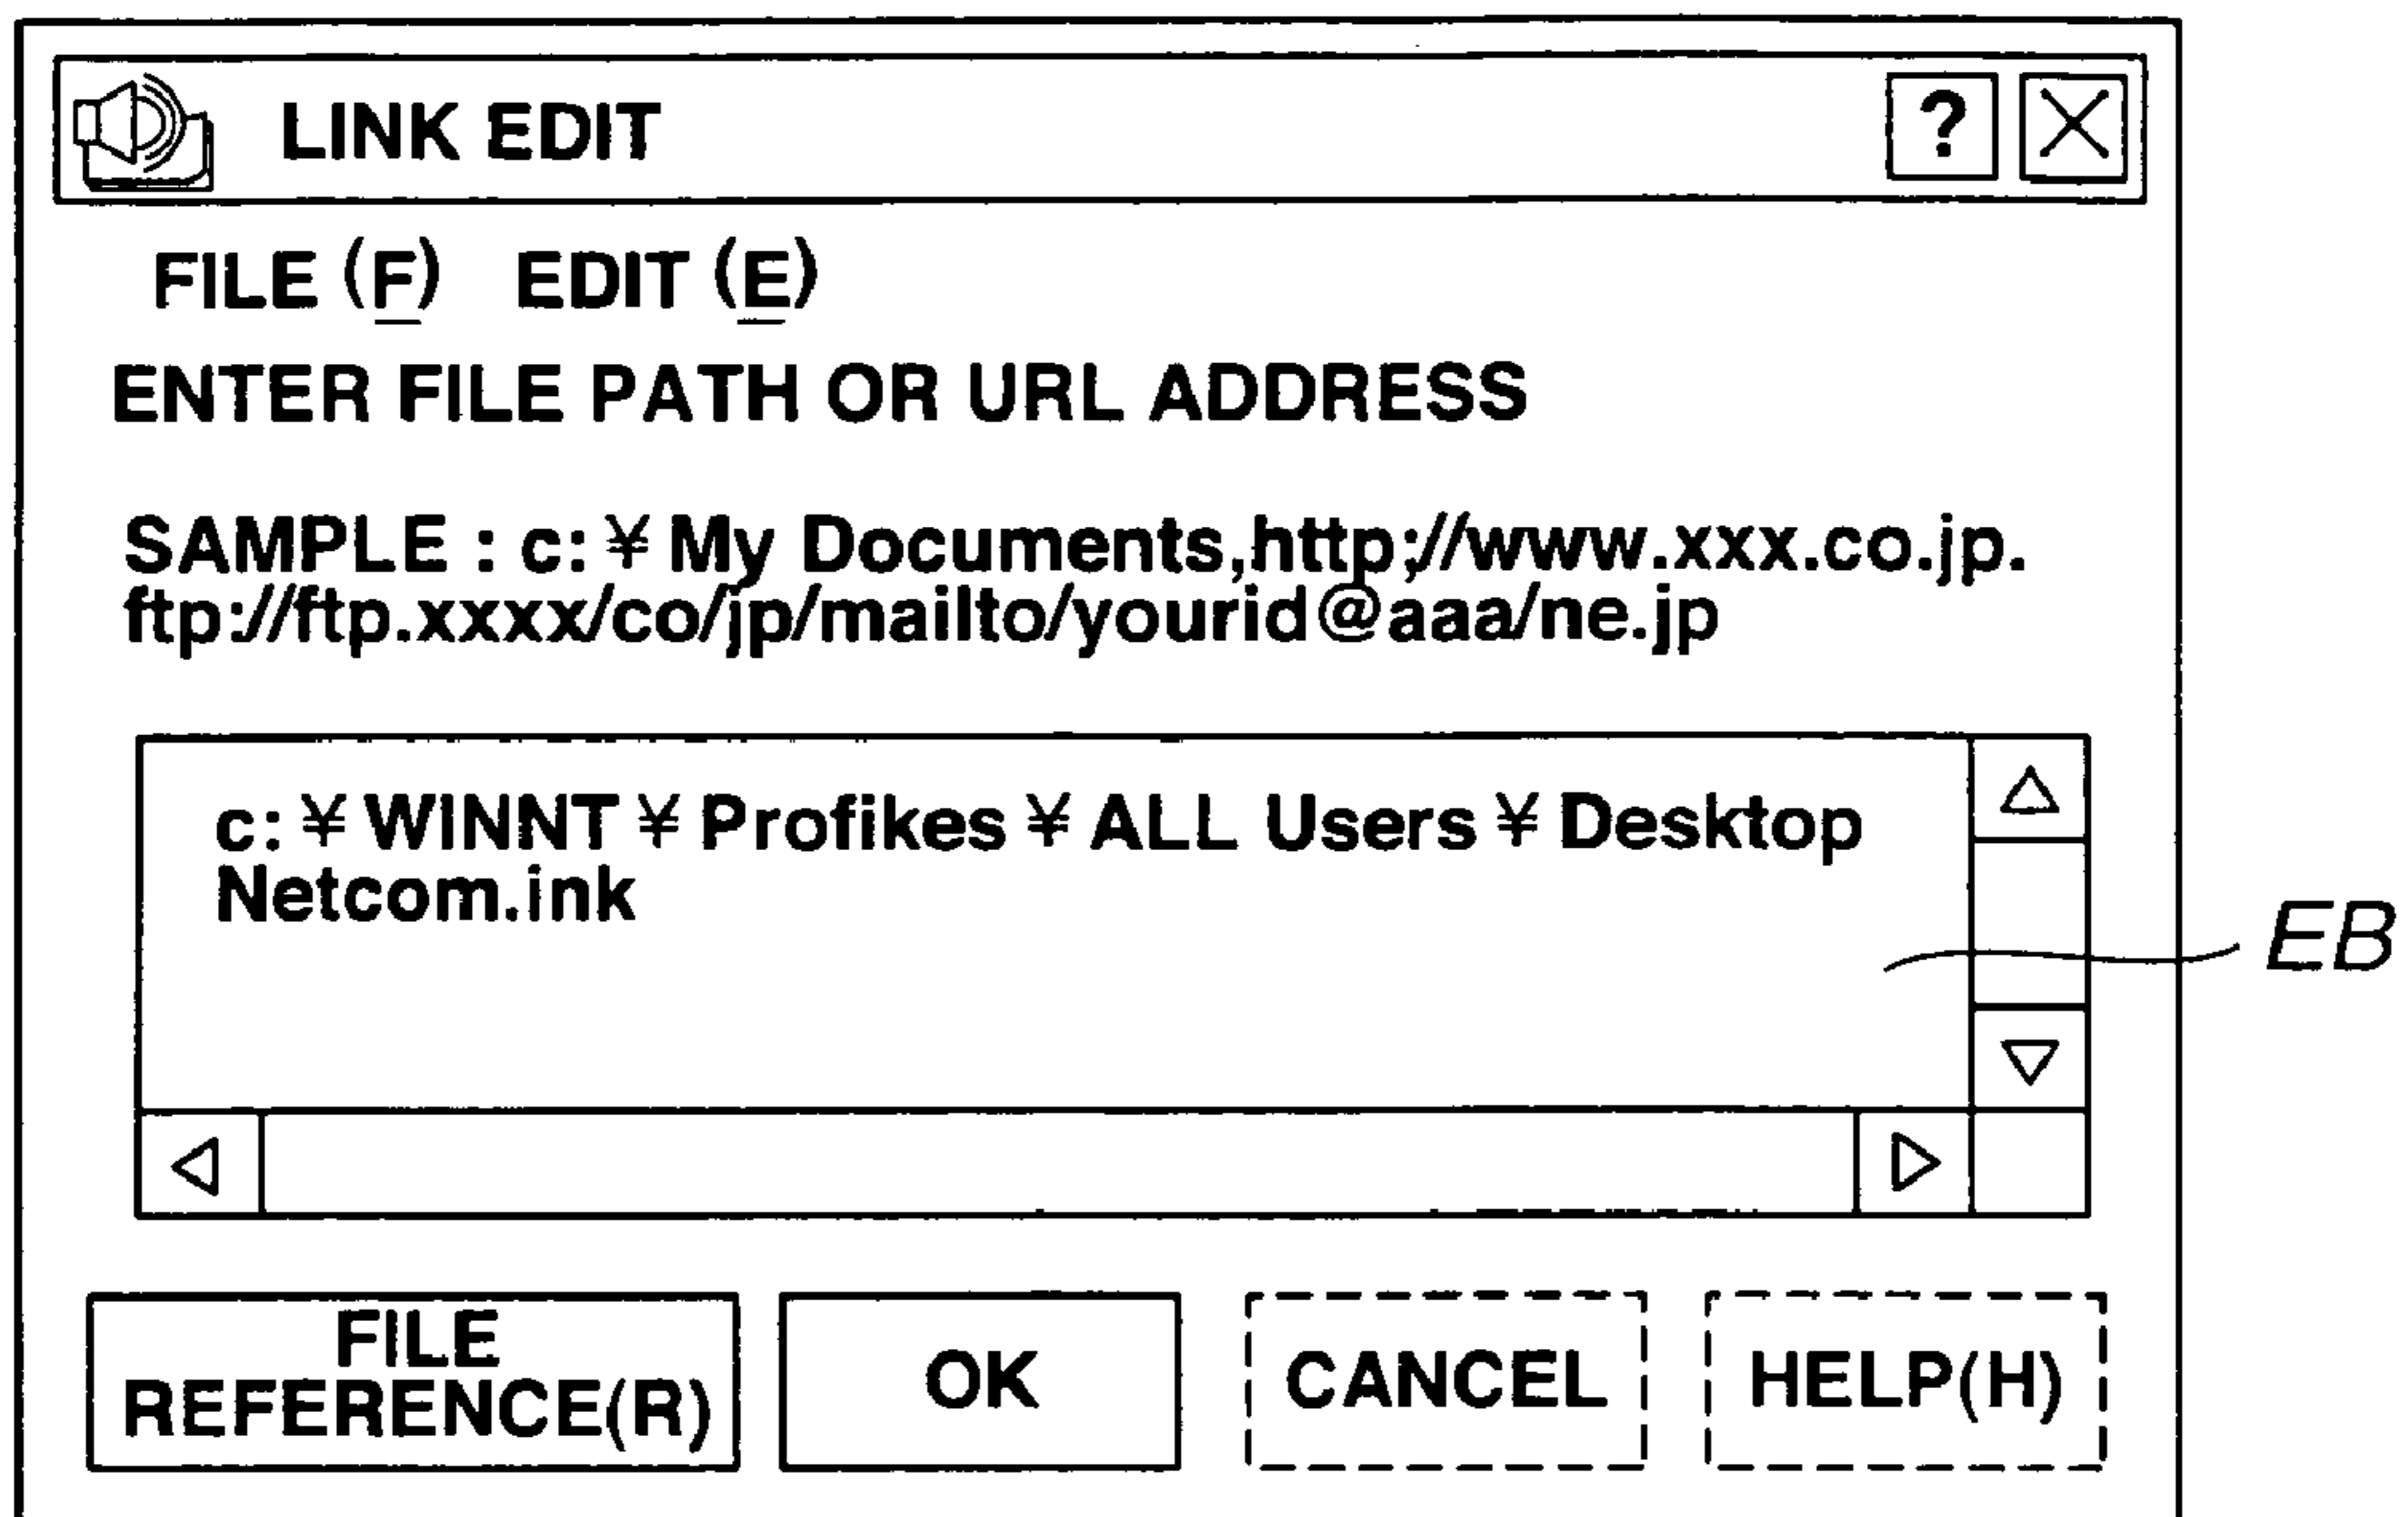 LINK EDIT ?
FILE (F) EDIT (E)
ENTER FILE PATH OR URL ADDRESS
SAMPLE : c: ¥ My Documents,http;//www.xxx.co.jp.
ftp://ftp.xxxx/co/jp/mailto/yourid@aaa/ne.jp
c: ¥ WINNT ¥ Profikes ¥ ALL Users ¥ Desktop
Netcom.ink
EB
FILE
REFERENCE(R)
OK
CANCEL
HELP(H)